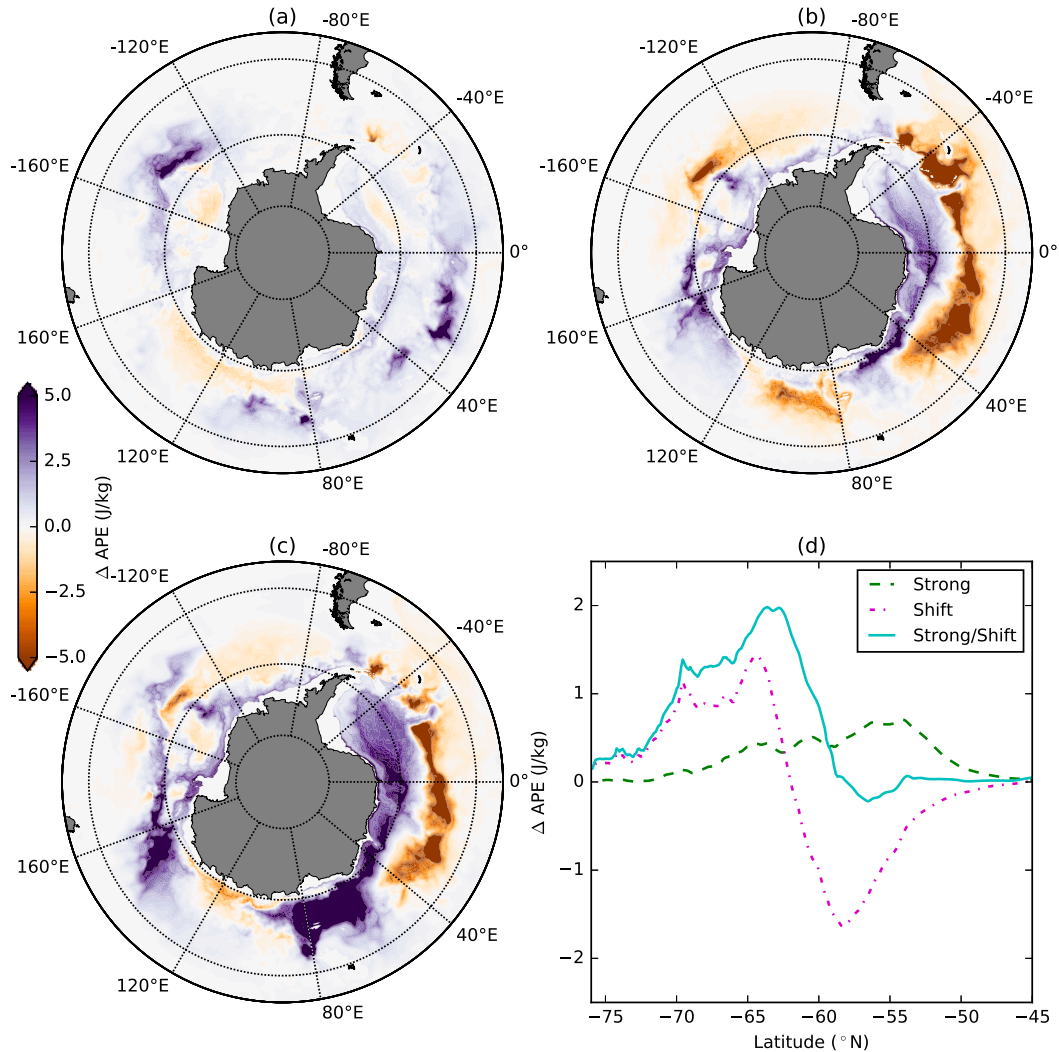 (a)
-80°E
-120°E
-40°E
-160°E
0°
160°E
40°E
120°E
80°E
(b)
-80°E
-120°E
-40°E
-160°E
0°
160°E
40°E
120°E
80°E
5.0
2.5
0.0
−2.5
−5.0
Δ APE (J/kg)
(c)
-80°E
-120°E
-40°E
-160°E
0°
160°E
40°E
120°E
80°E
(d)
Strong
Shift
Strong/Shift
2
1
0
−1
−2
Δ APE (J/kg)
−75 −70 −65 −60 −55 −50 −45
Latitude (°N)